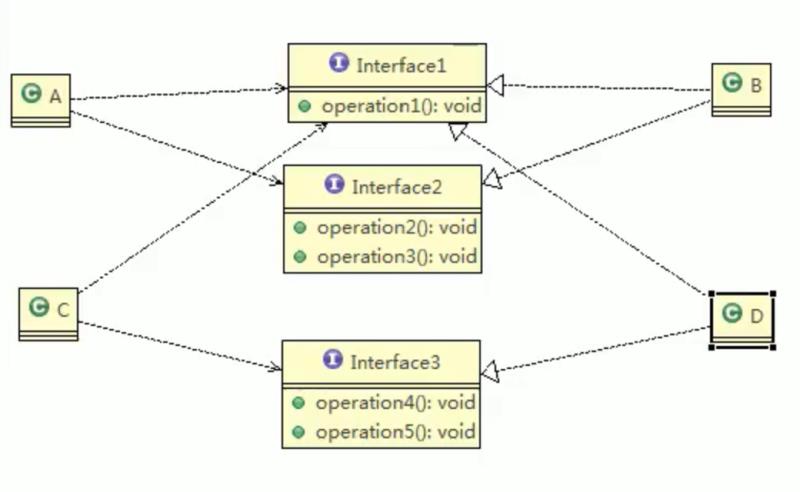 A
Interface1
operation1(): void
B
Interface2
operation2(): void
operation3(): void
C
D
Interface3
operation4(): void
operation5(): void